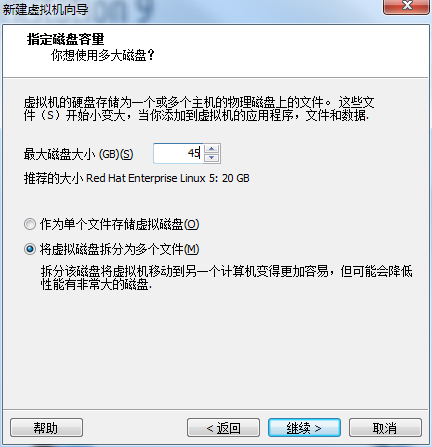 新建虚拟机向导
指定磁盘容量
你想使用多大磁盘？
虚拟机的硬盘存储为一个或多个主机的物理磁盘上的文件。 这些文
件（S）开始小变大，当你添加到虚拟机的应用程序，文件和数据.
最大磁盘大小 (GB)(S) 45
推荐的大小 Red Hat Enterprise Linux 5: 20 GB
作为单个文件存储虚拟磁盘(O)
将虚拟磁盘拆分为多个文件(M)
拆分该磁盘将虚拟机移动到另一个计算机变得更加容易，但可能会降低
性能有非常大的磁盘.
帮助 < 返回 继续 > 取消